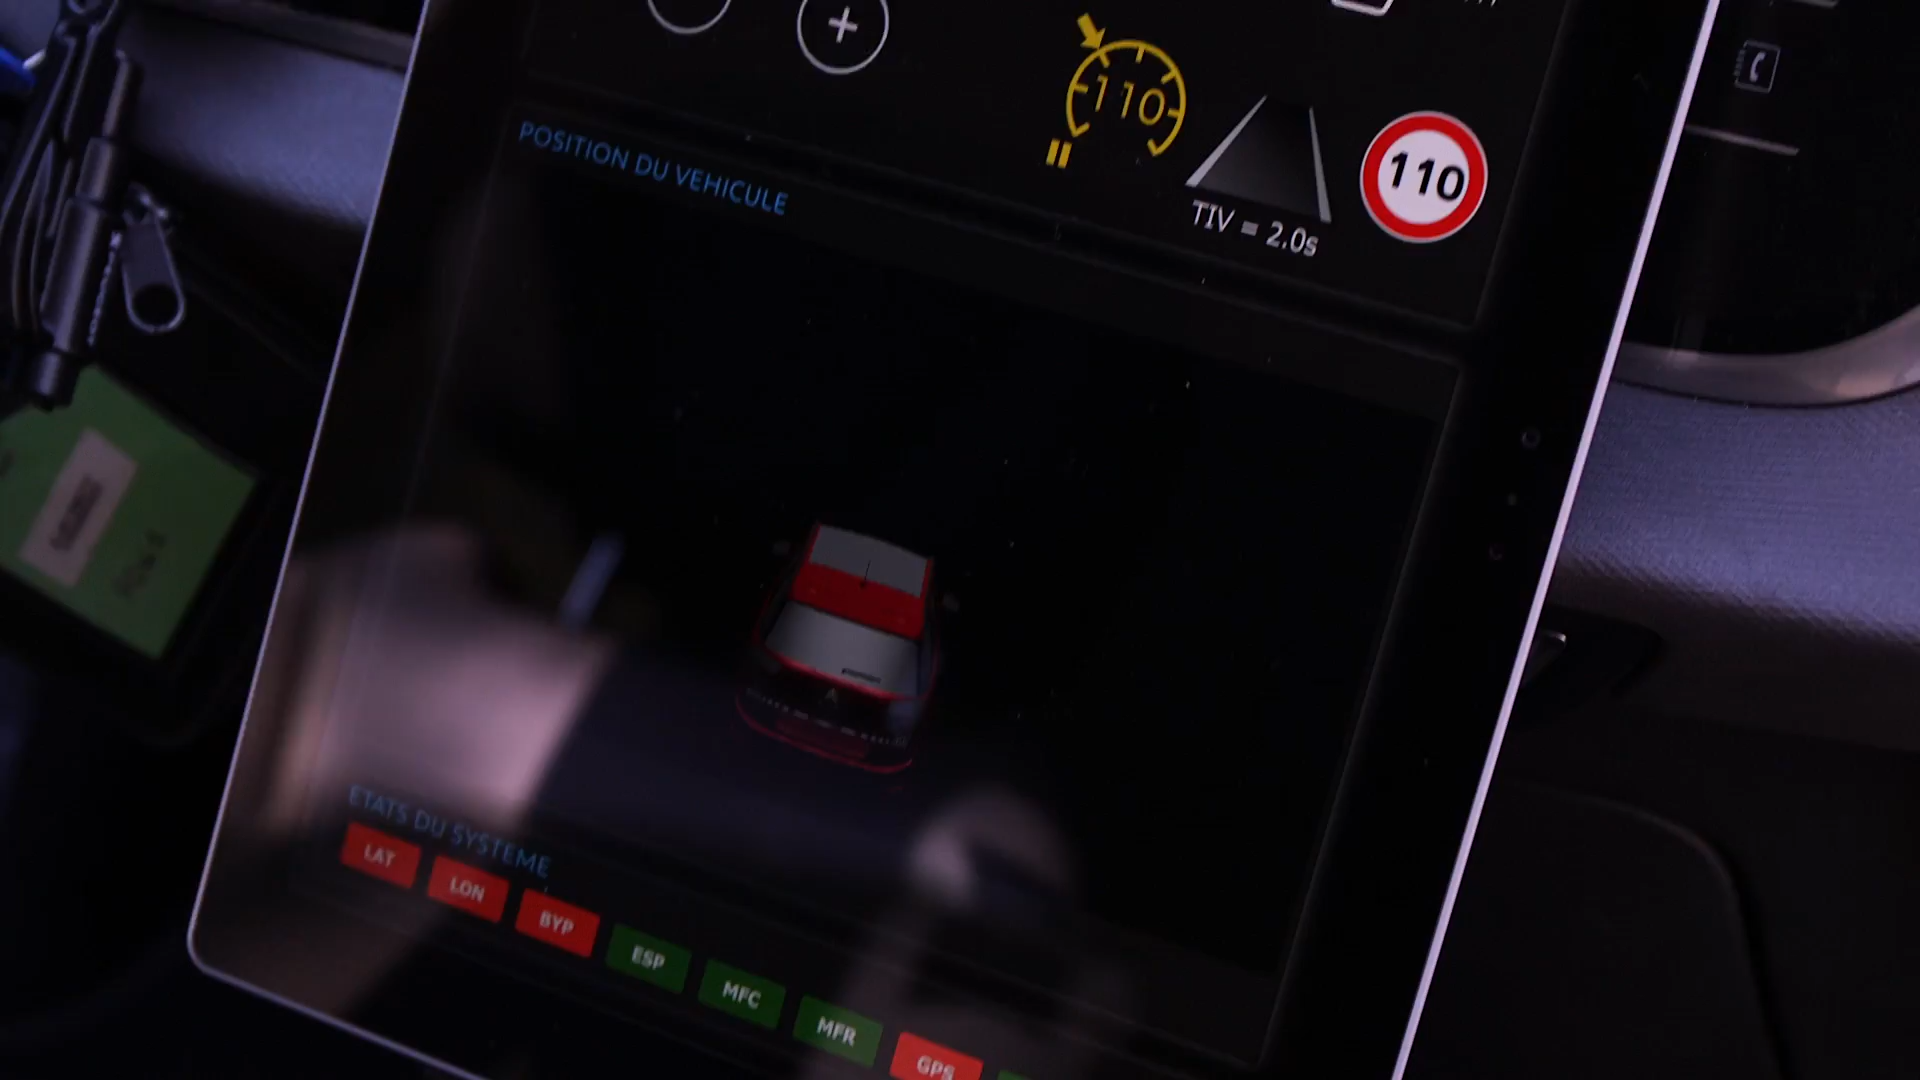 110
110
TIV = 2.0s
POSITION DU VEHICULE
ETATS DU SYSTEME
LAT
LON
BYP
ESP
MFC
MFR
GPS